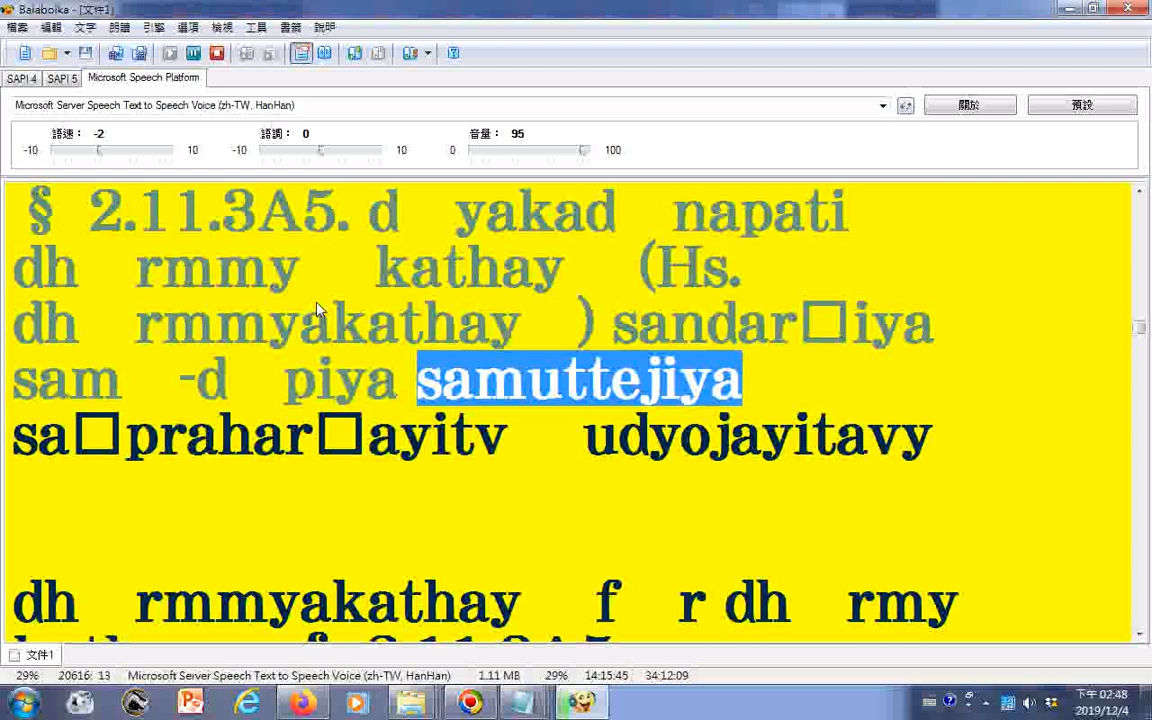 Balabolka - [文件1]
檔案 編輯 文字 朗讀 引擎 選項 檢視 工具 書籤 說明
SAPI 4 SAPI 5 Microsoft Speech Platform
Microsoft Server Speech Text to Speech Voice (zh-TW, HanHan) 關於 預設
語速： -2 語調： 0 音量： 95
-10 10 -10 10 0 100
§ 2.11.3A5. d yakad napati
dh rmmy kathay (Hs.
dh rmmyakathay ) sandar□iya
sam -d piya samuttejiya
sa□prahar□ayitv udyojayitavy
dh rmmyakathay f r dh rmy
文件1
29% 20616: 13 Microsoft Server Speech Text to Speech Voice (zh-TW, HanHan) 1.11 MB 29% 14:15:45 34:12:09
下午 02:48
2019/12/4